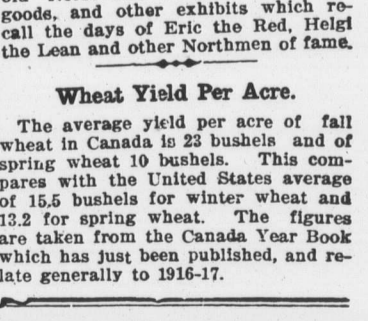 goods, and other exhibits which re-
call the days of Eric the Red, Helgi
the Lean and other Northmen of fame.
Wheat Yield Per Acre.
The average yield per acre of fall
wheat in Canada is 23 bushels and of
spring wheat 10 bushels. This com-
pares with the United States average
of 15.5 bushels for winter wheat and
13.2 for spring wheat. The figures
are taken from the Canada Year Book
which has just been published, and re-
late generally to 1916-17.